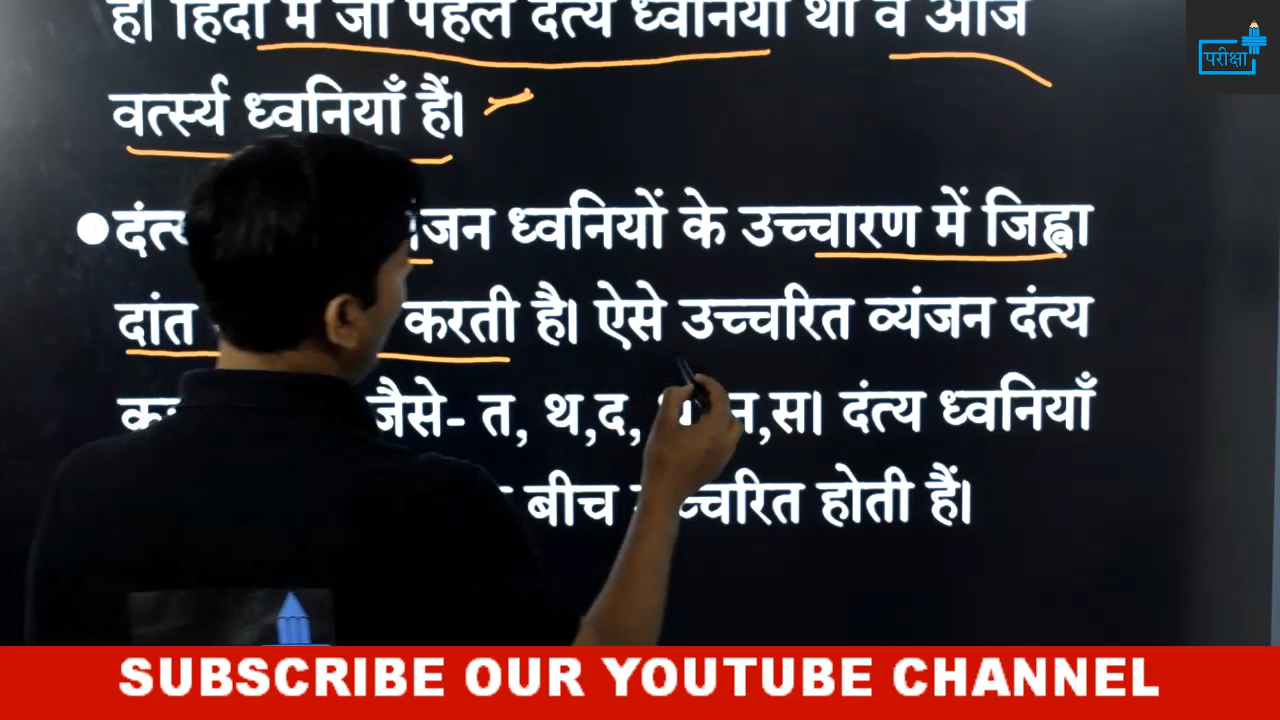 है। हिंदी में जो पहले दंत्य ध्वनियाँ थी वे आज
परीक्षा
वर्त्स्य ध्वनियाँ हैं।
ध्वनियों के उच्चारण में जिह्वा
दांत करती है। ऐसे उच्चरित व्यंजन दंत्य
जैसे- त, थ,द, न,स। दंत्य ध्वनियाँ
बीच उच्चरित होती हैं।
SUBSCRIBE OUR YOUTUBE CHANNEL